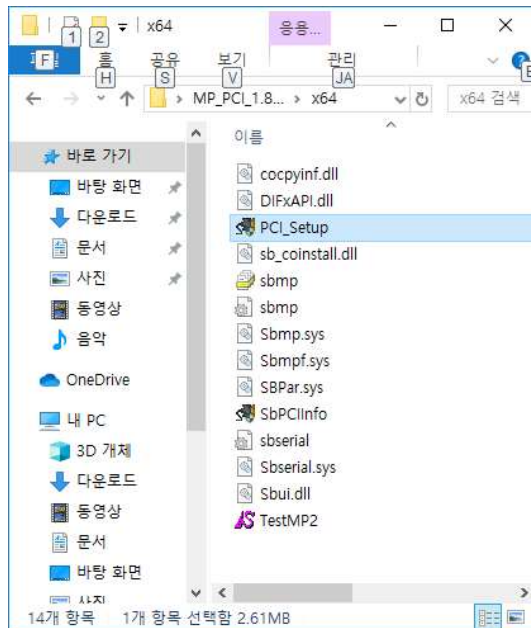 1 2 x64 응용...
F 홈 공유 보기 관리
H S V JA
MP_PCI_1.8... > x64 x64 검색
이름
바로 가기
바탕 화면
다운로드
문서
사진
동영상
음악
OneDrive
내 PC
3D 개체
다운로드
동영상
문서
바탕 화면
사진
cocpyinf.dll
DIFxAPI.dll
PCI_Setup
sb_coinstall.dll
sbmp
sbmp
Sbmp.sys
Sbmpf.sys
SBPar.sys
SbPCIInfo
sbserial
Sbserial.sys
Sbui.dll
TestMP2
14개 항목 1개 항목 선택함 2.61MB